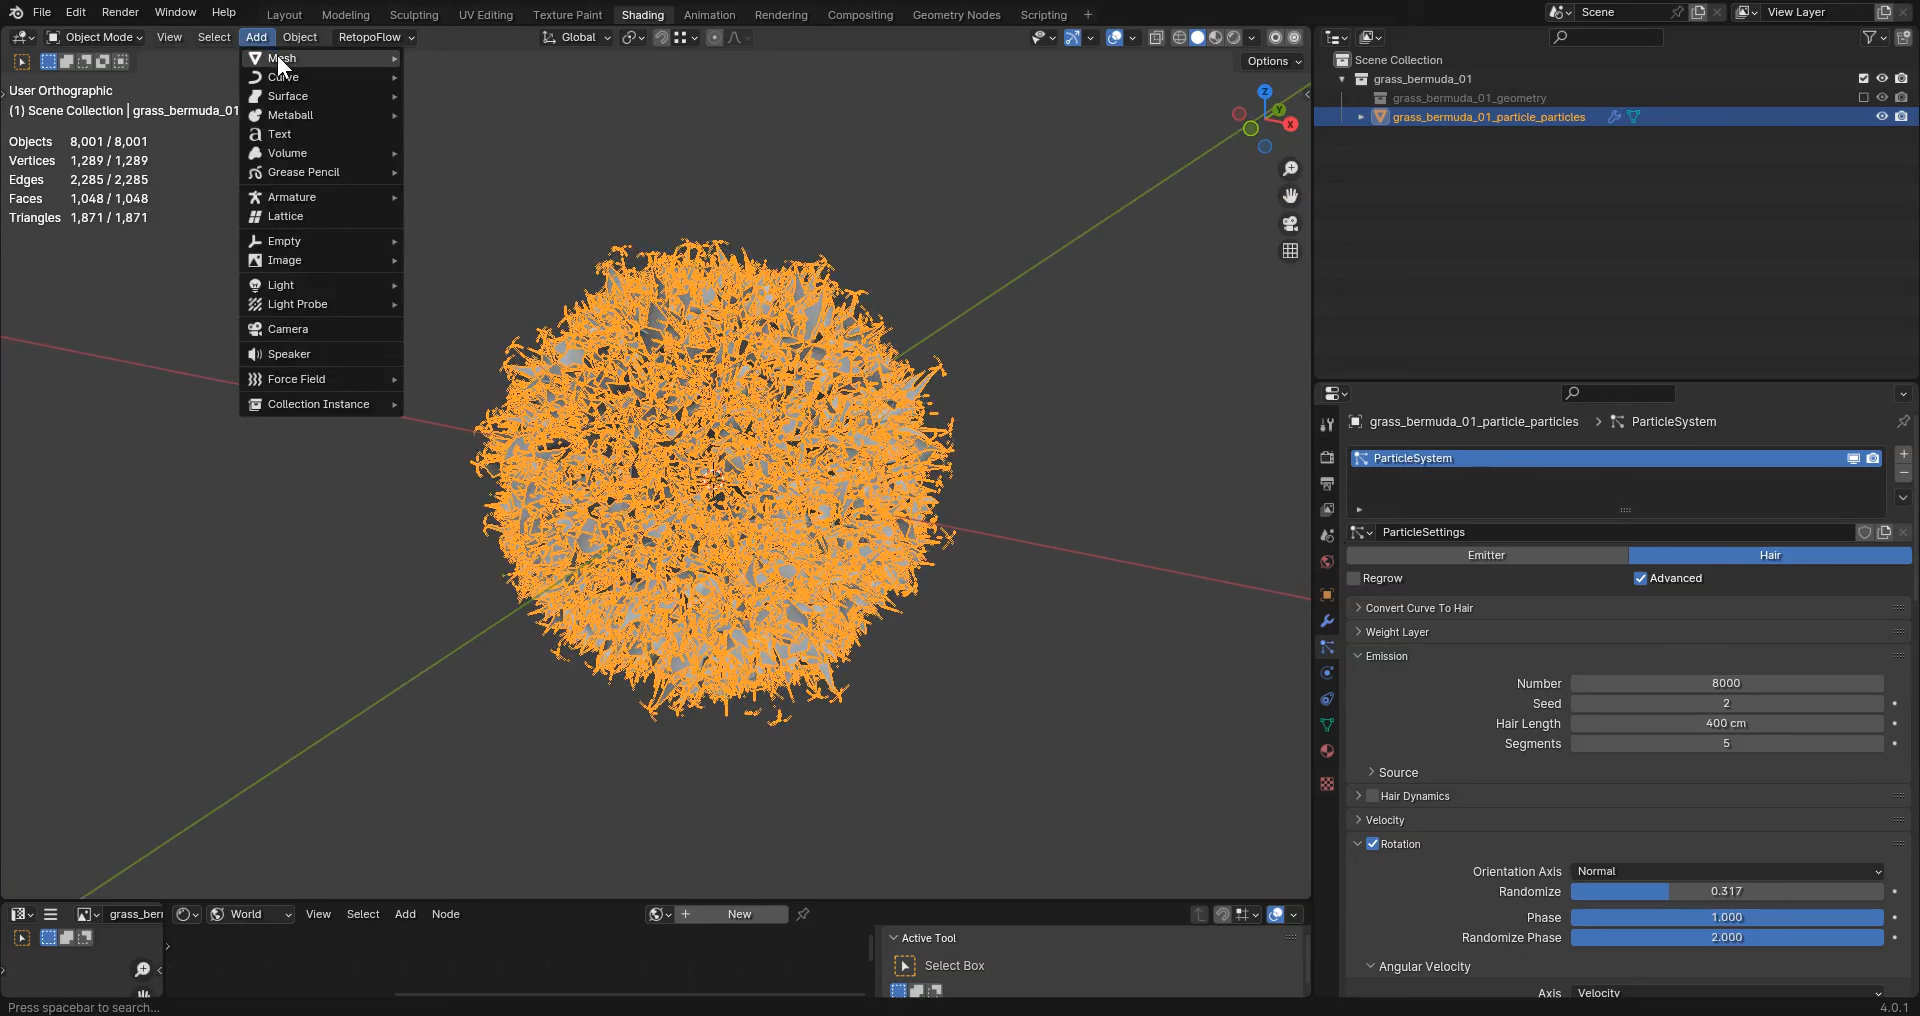 File Edit Render Window Help Layout Modeling Sculpting UV Editing Texture Paint Shading Animation Rendering Compositing Geometry Nodes Scripting + Scene View Layer
Object Mode View Select Add Object RetopoFlow Global
Options
User Orthographic
(1) Scene Collection | grass_bermuda_01
Objects 8,001 / 8,001
Vertices 1,289 / 1,289
Edges 2,285 / 2,285
Faces 1,048 / 1,048
Triangles 1,871 / 1,871
Mesh
Curve
Surface
Metaball
Text
Volume
Grease Pencil
Armature
Lattice
Empty
Image
Light
Light Probe
Camera
Speaker
Force Field
Collection Instance
Z
Y
X
Scene Collection
grass_bermuda_01
grass_bermuda_01_geometry
grass_bermuda_01_particle_particles
grass_bermuda_01_particle_particles > ParticleSystem
ParticleSystem
ParticleSettings
Emitter Hair
Regrow Advanced
Convert Curve To Hair
Weight Layer
Emission
Number 8000
Seed 2
Hair Length 400 cm
Segments 5
Source
Hair Dynamics
Velocity
Rotation
Orientation Axis Normal
Randomize 0.317
Phase 1.000
Randomize Phase 2.000
Angular Velocity
Axis Velocity
grass_ber
World View Select Add Node + New
Active Tool
Select Box
Press spacebar to search...
4.0.1